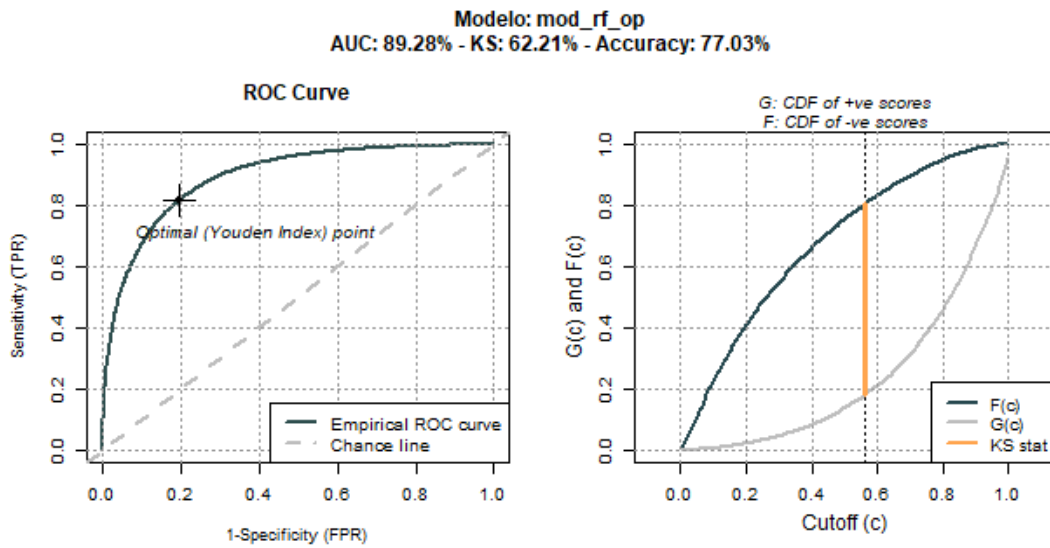 Modelo: mod_rf_op
AUC: 89.28% - KS: 62.21% - Accuracy: 77.03%
ROC Curve
Sensitivity (TPR)
1.0
0.8
0.6
0.4
0.2
0.0
Optimal (Youden Index) point
Empirical ROC curve
Chance line
0.0 0.2 0.4 0.6 0.8 1.0
1-Specificity (FPR)
G: CDF of +ve scores
F: CDF of -ve scores
G(c) and F(c)
1.0
0.8
0.6
0.4
0.2
0.0
F(c)
G(c)
KS stat
0.0 0.2 0.4 0.6 0.8 1.0
Cutoff (c)